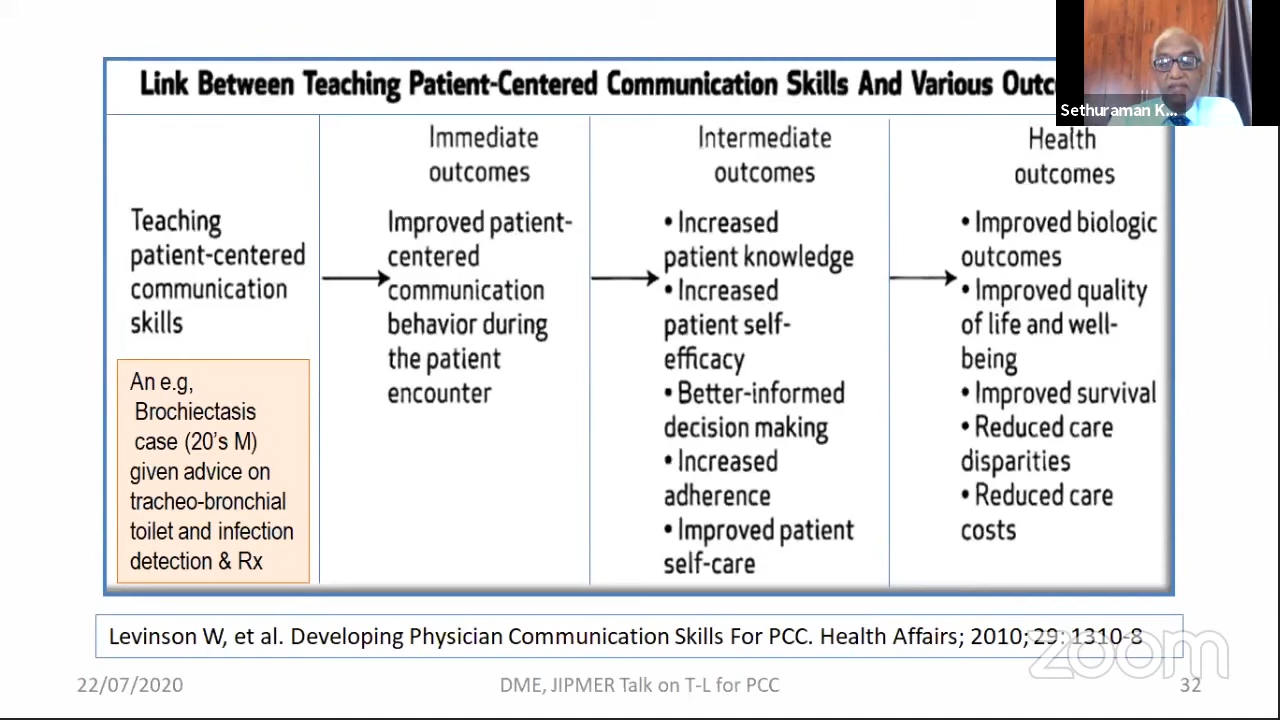 Link Between Teaching Patient-Centered Communication Skills And Various
Sethuraman K...
Teaching
patient-centered
communication
skills
An e.g,
Brochiectasis
case (20's M)
given advice on
tracheo-bronchial
toilet and infection
detection & Rx
Immediate
outcomes
Improved patient-
centered
communication
behavior during
the patient
encounter
Intermediate
outcomes
• Increased
patient knowledge
• Increased
patient self-
efficacy
• Better-informed
decision making
• Increased
adherence
• Improved patient
self-care
Health
outcomes
• Improved biologic
outcomes
• Improved quality
of life and well-
being
• Improved survival
• Reduced care
disparities
• Reduced care
costs
Levinson W, et al. Developing Physician Communication Skills For PCC. Health Affairs; 2010; 29: 1310-8
zoom
22/07/2020
DME, JIPMER Talk on T-L for PCC
32